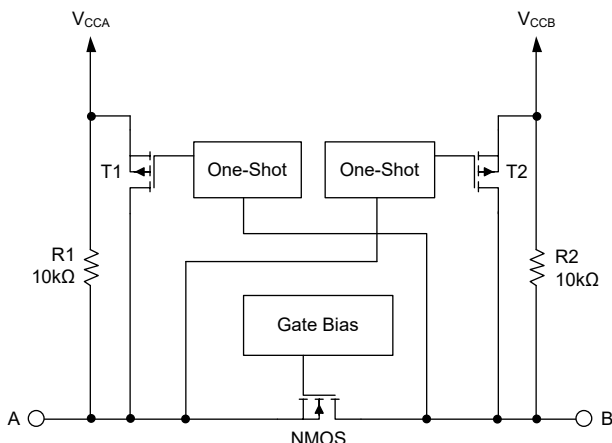 VCCA
VCCB
T1
One-Shot
One-Shot
T2
R1
10kΩ
R2
10kΩ
Gate Bias
A
B
NMOS